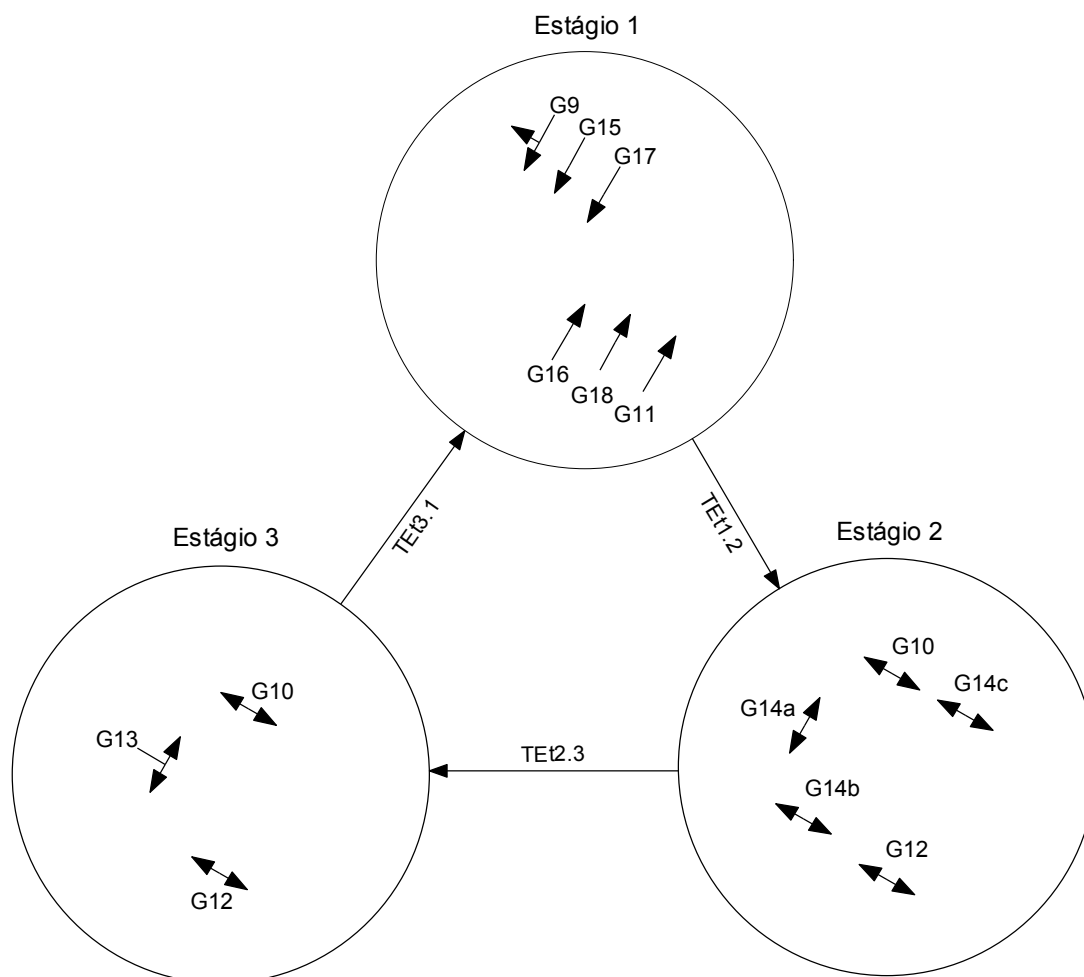 Estágio 1
G9
G15
G17
G16
G18
G11
TEt3.1
TEt1.2
Estágio 3
Estágio 2
G10
G13
G12
TEt2.3
G10
G14c
G14a
G14b
G12